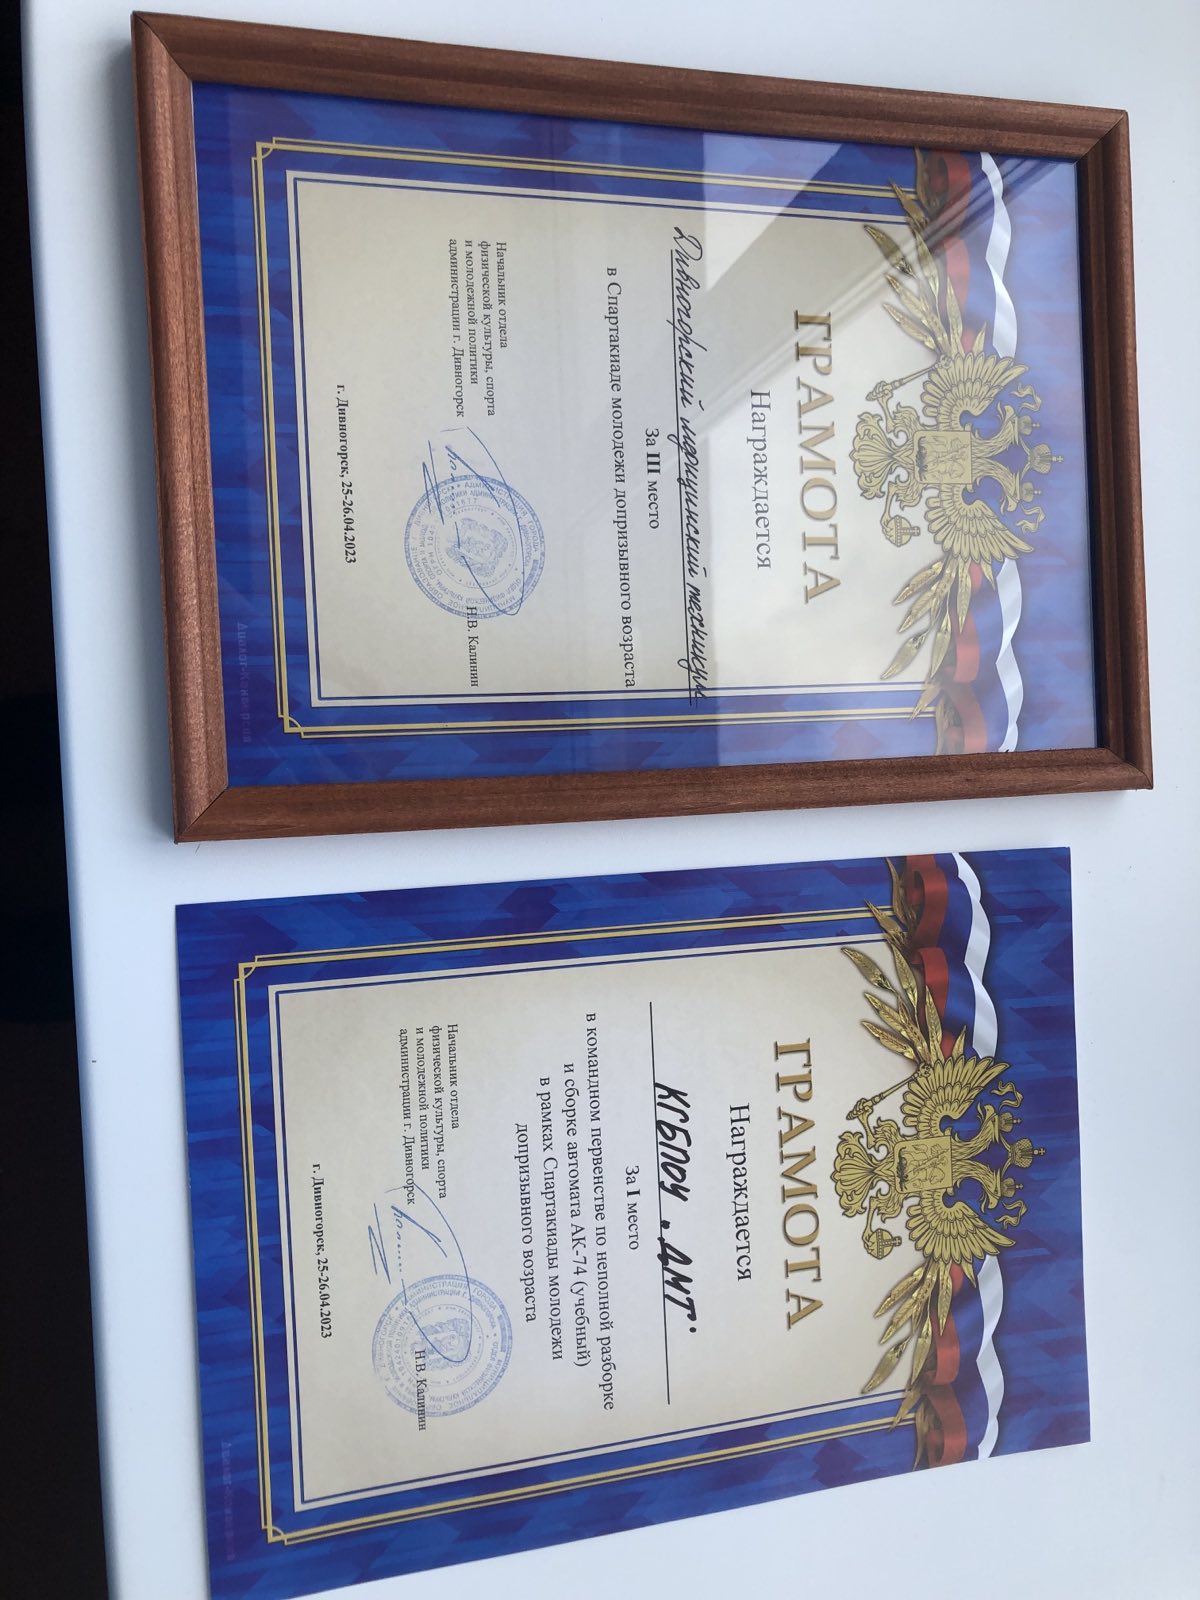 ГРАМОТА
Награждается
Дивногорский медицинский техникум
За III место
в Спартакиаде молодежи допризывного возраста
Начальник отдела
физической культуры, спорта
и молодежной политики
администрации г. Дивногорск
Н.В. Калинин
г. Дивногорск, 25-26.04.2023
ГРАМОТА
Награждается
КГБПОУ "ДМТ"
За I место
в командном первенстве по неполной разборке
и сборке автомата АК-74 (учебный)
в рамках Спартакиады молодежи
допризывного возраста
Начальник отдела
физической культуры, спорта
и молодежной политики
администрации г. Дивногорск
Н.В. Калинин
г. Дивногорск, 25-26.04.2023